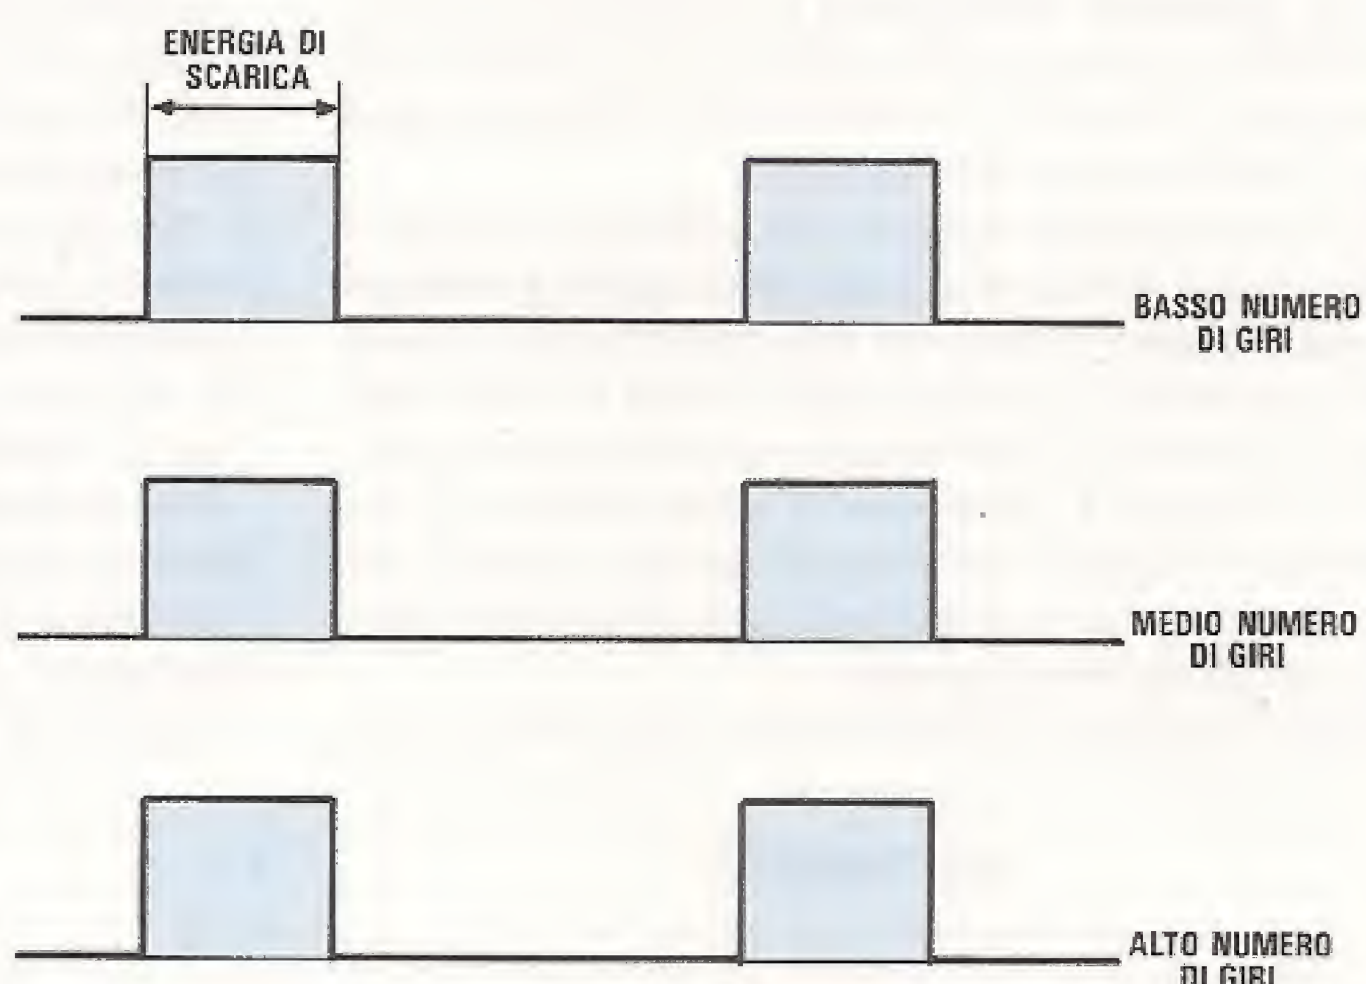 ENERGIA DI
SCARICA
BASSO NUMERO
DI GIRI
MEDIO NUMERO
DI GIRI
ALTO NUMERO
DI GIRI